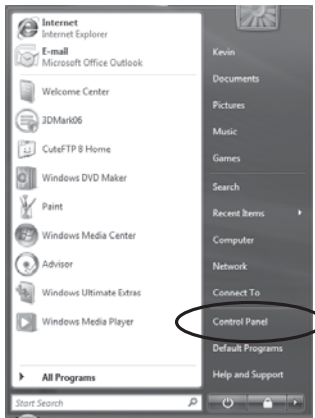 Internet
Internet Explorer
E-mail
Microsoft Office Outlook
Welcome Center
3DMark06
CuteFTP 8 Home
Windows DVD Maker
Paint
Windows Media Center
Advisor
Windows Ultimate Extras
Windows Media Player
All Programs
Start Search
Kevin
Documents
Pictures
Music
Games
Search
Recent Items
Computer
Network
Connect To
Control Panel
Default Programs
Help and Support